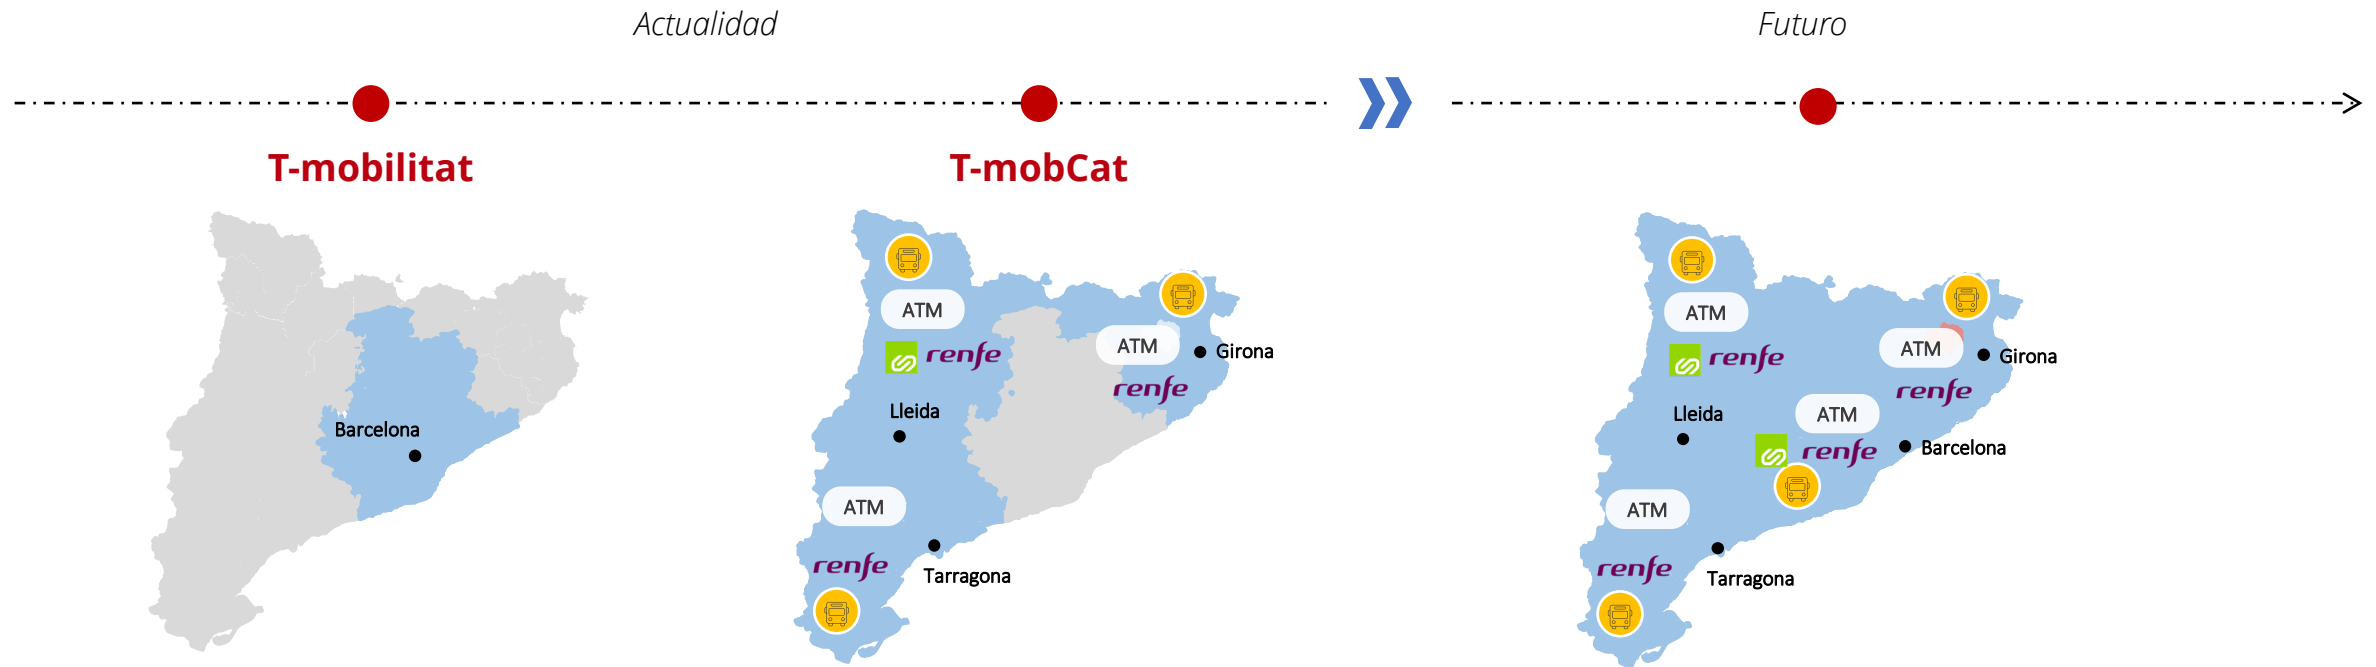 Actualidad
Futuro
T-mobilitat
T-mobCat
Barcelona
ATM
renfe
Lleida
ATM
Girona
renfe
ATM
Tarragona
renfe
ATM
renfe
Lleida
ATM
Girona
renfe
ATM
renfe
Barcelona
ATM
Tarragona
renfe